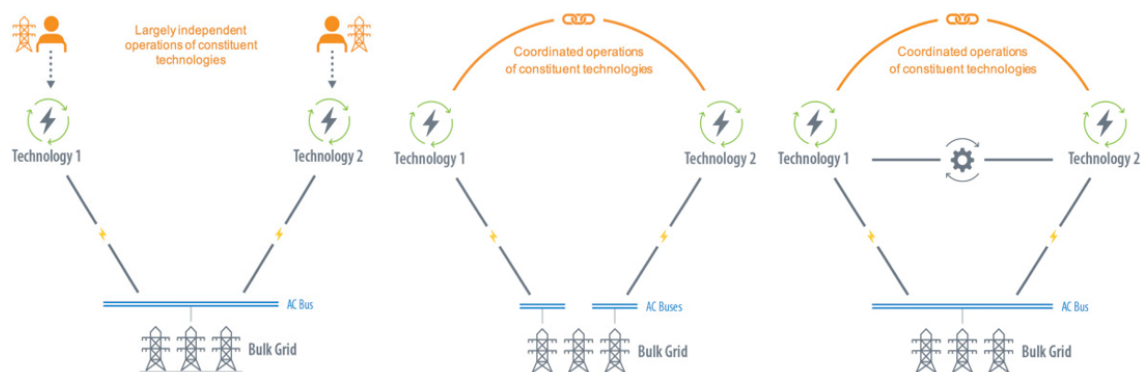 Largely independent
operations of constituent
technologies
Technology 1
Technology 2
AC Bus
Bulk Grid
Coordinated operations
of constituent technologies
Technology 1
Technology 2
AC Buses
Bulk Grid
Coordinated operations
of constituent technologies
Technology 1
Technology 2
AC Bus
Bulk Grid